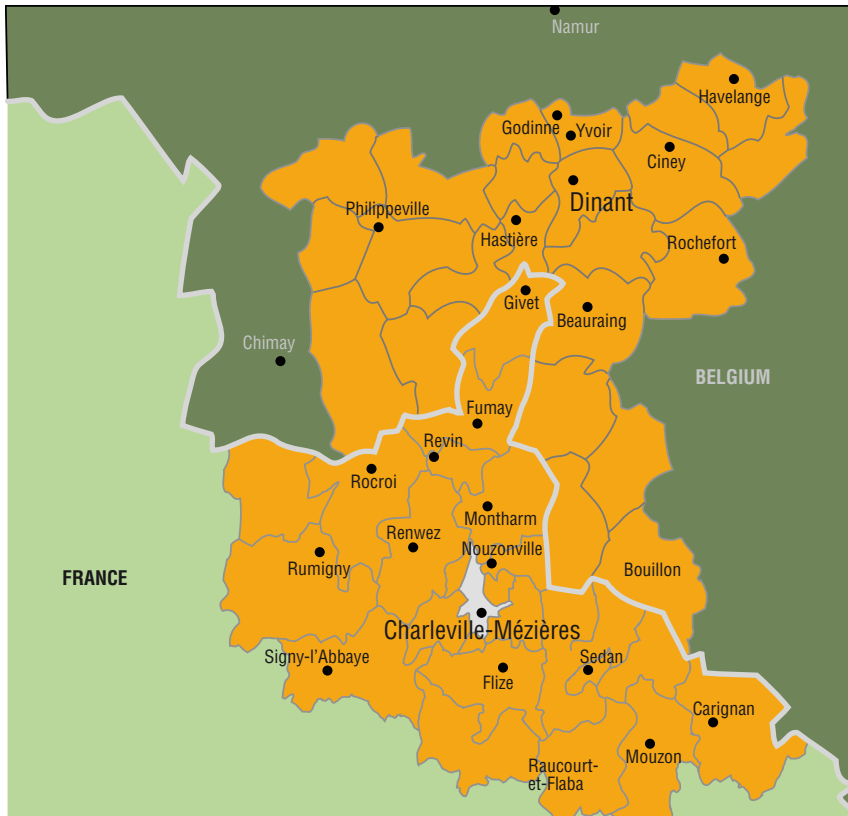 Namur
Havelange
Godinne
Yvoir
Ciney
Dinant
Philippeville
Hastière
Rochefort
Givet
Beauraing
Chimay
BELGIUM
Fumay
Revin
Rocroi
Montharm
Renwez
Nouzonville
Rumigny
Bouillon
FRANCE
Charleville-Mézières
Signy-l'Abbaye
Sedan
Flize
Carignan
Mouzon
Raucourt-
et-Flaba